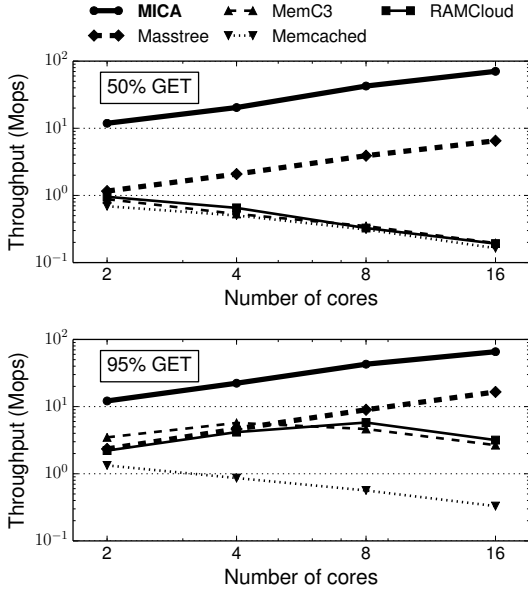 MICA MemC3 RAMCloud
Masstree Memcached
50% GET
Throughput (Mops)
10²
10¹
10⁰
10⁻¹
2 4 8 16
Number of cores
95% GET
Throughput (Mops)
10²
10¹
10⁰
10⁻¹
2 4 8 16
Number of cores